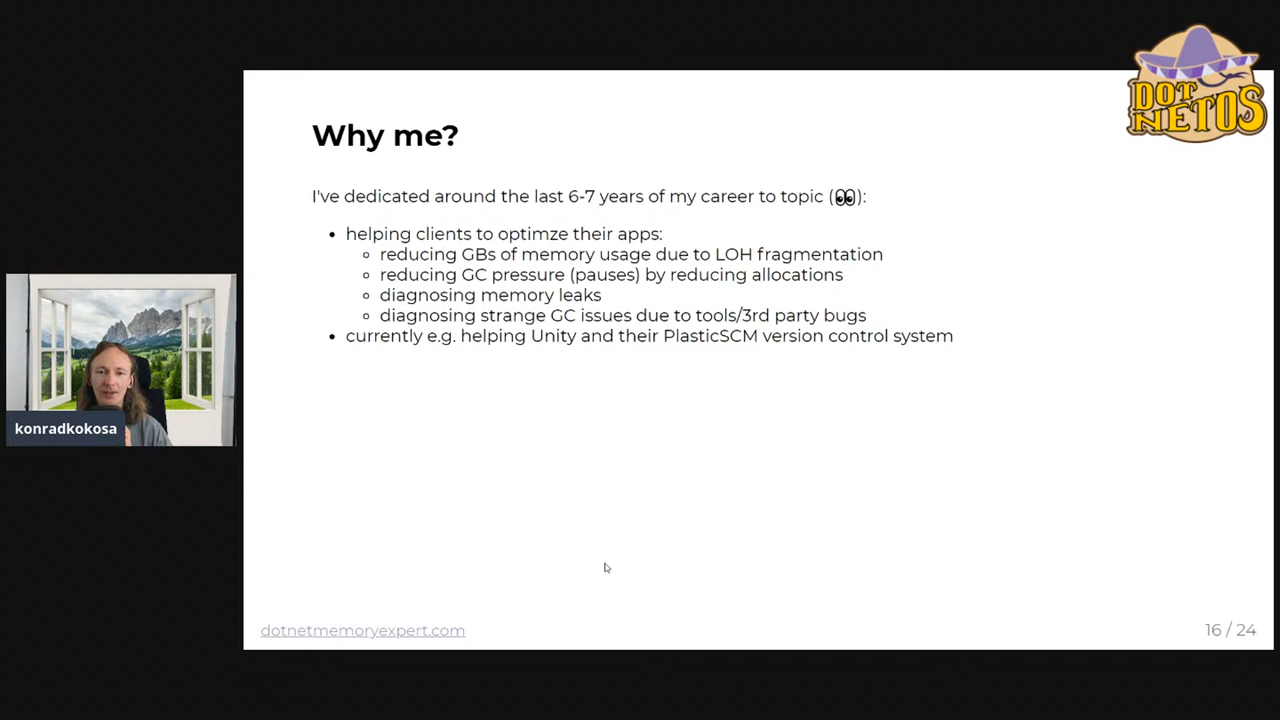 DOT
NETOS
Why me?
I've dedicated around the last 6-7 years of my career to topic (👀):
• helping clients to optimze their apps:
◦ reducing GBs of memory usage due to LOH fragmentation
◦ reducing GC pressure (pauses) by reducing allocations
◦ diagnosing memory leaks
◦ diagnosing strange GC issues due to tools/3rd party bugs
• currently e.g. helping Unity and their PlasticSCM version control system
konradkokosa
dotnetmemoryexpert.com
16 / 24